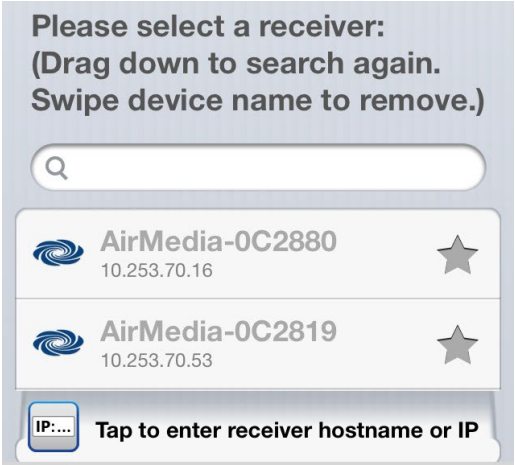 Please select a receiver:
(Drag down to search again.
Swipe device name to remove.)
AirMedia-0C2880
10.253.70.16
AirMedia-0C2819
10.253.70.53
IP:... Tap to enter receiver hostname or IP